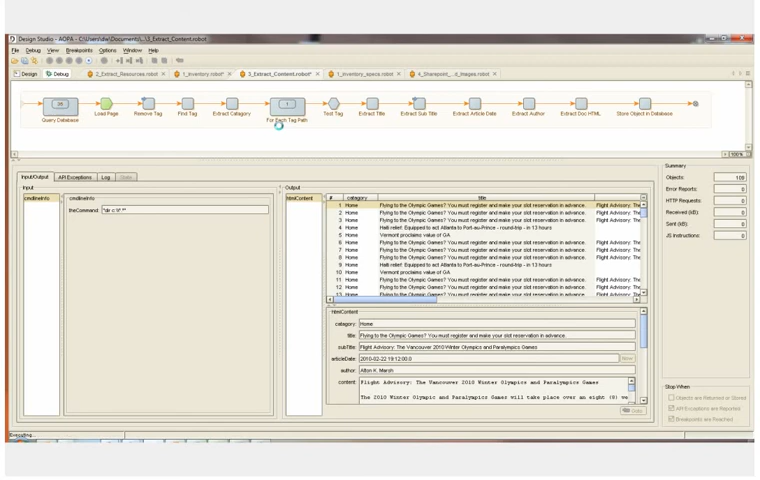 Design Studio - AOPA - C:\Users\dw\Documents\...\3_Extract_Content.robot
File Debug View Breakpoints Options Window Help
Design Debug 2_Extract_Resources.robot 1_Inventory.robot* 3_Extract_Content.robot* 1_inventory_specs.robot 4_Sharepoint_...d_Images.robot
Query Database Load Page Remove Tag Find Tag Extract Category For Each Tag Path Test Tag Extract Title Extract Sub Title Extract Article Date Extract Author Extract Doc HTML Store Object in Database
100%
Input/Output API Exceptions Log
Input
cmdlineInfo
cmdlineInfo
theCommand:
Output
htmlContent
# category title
1 Home Flying to the Olympic Games? You must register and make your slot reservation in advance. Flight Advisory: The
2 Home Flying to the Olympic Games? You must register and make your slot reservation in advance. Flight Advisory: The
3 Home Flying to the Olympic Games? You must register and make your slot reservation in advance. Flight Advisory: The
4 Home Haiti relief: Equipped to act Atlanta to Port-au-Prince - round-trip - in 13 hours
5 Home Vermont proclaims value of GA
6 Home Flying to the Olympic Games? You must register and make your slot reservation in advance. Flight Advisory: The
7 Home Flying to the Olympic Games? You must register and make your slot reservation in advance. Flight Advisory: The
8 Home Flying to the Olympic Games? You must register and make your slot reservation in advance. Flight Advisory: The
9 Home Haiti relief: Equipped to act Atlanta to Port-au-Prince - round-trip - in 13 hours
10 Home Vermont proclaims value of GA
11 Home Flying to the Olympic Games? You must register and make your slot reservation in advance. Flight Advisory: The
12 Home Flying to the Olympic Games? You must register and make your slot reservation in advance. Flight Advisory: The
htmlContent
category: Home
title: Flying to the Olympic Games? You must register and make your slot reservation in advance.
subTitle: Flight Advisory: The Vancouver 2010 Winter Olympics and Paralympics Games
articleDate: 2010-02-22 19:12:00.0 Now
author: Alton K. Marsh
content: Flight Advisory: The Vancouver 2010 Winter Olympics and Paralympics Games
The 2010 Winter Olympic and Paralympics Games will take place over an eight (8) we
Goto
Summary
Objects: 100
Error Reports: 0
HTTP Requests: 0
Received (kB): 0
Sent (kB): 0
JS Instructions: 0
Stop When
Objects are Returned or Stored
API Exceptions are Reported
Breakpoints are Reached
Executing...